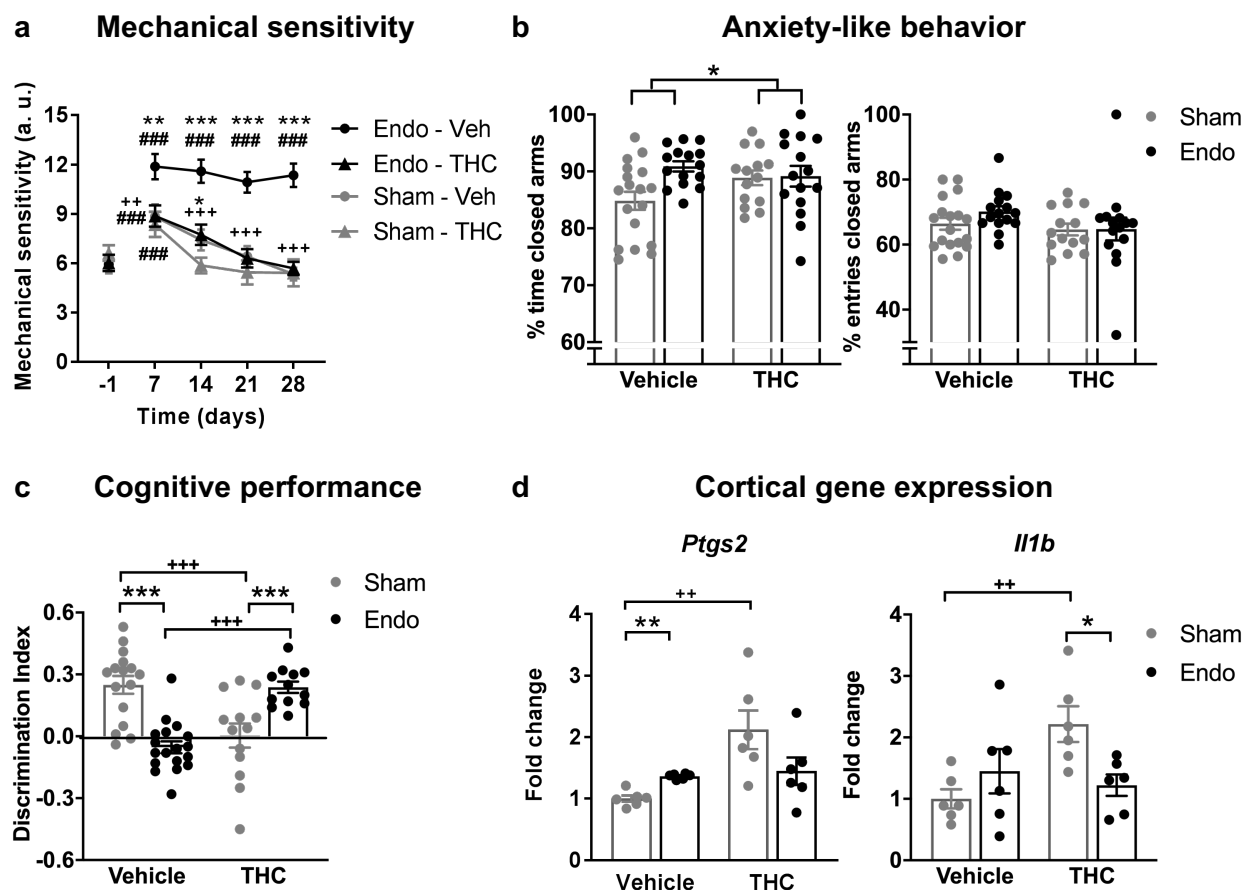 a Mechanical sensitivity
Mechanical sensitivity (a. u.)
15
12
9
6
3
0
** *** *** ***
### ### ### ###
++
###
*
+++
+++
+++
###
-1 7 14 21 28
Time (days)
Endo - Veh
Endo - THC
Sham - Veh
Sham - THC
b Anxiety-like behavior
*
% time closed arms
100
90
80
70
60
Vehicle THC
% entries closed arms
100
80
60
40
Vehicle THC
Sham
Endo
c Cognitive performance
+++
*** ***
+++
Discrimination Index
0.6
0.3
0.0
-0.3
-0.6
Vehicle THC
Sham
Endo
d Cortical gene expression
Ptgs2
++
**
Fold change
4
3
2
1
0
Vehicle THC
Il1b
++
*
Fold change
4
3
2
1
0
Vehicle THC
Sham
Endo